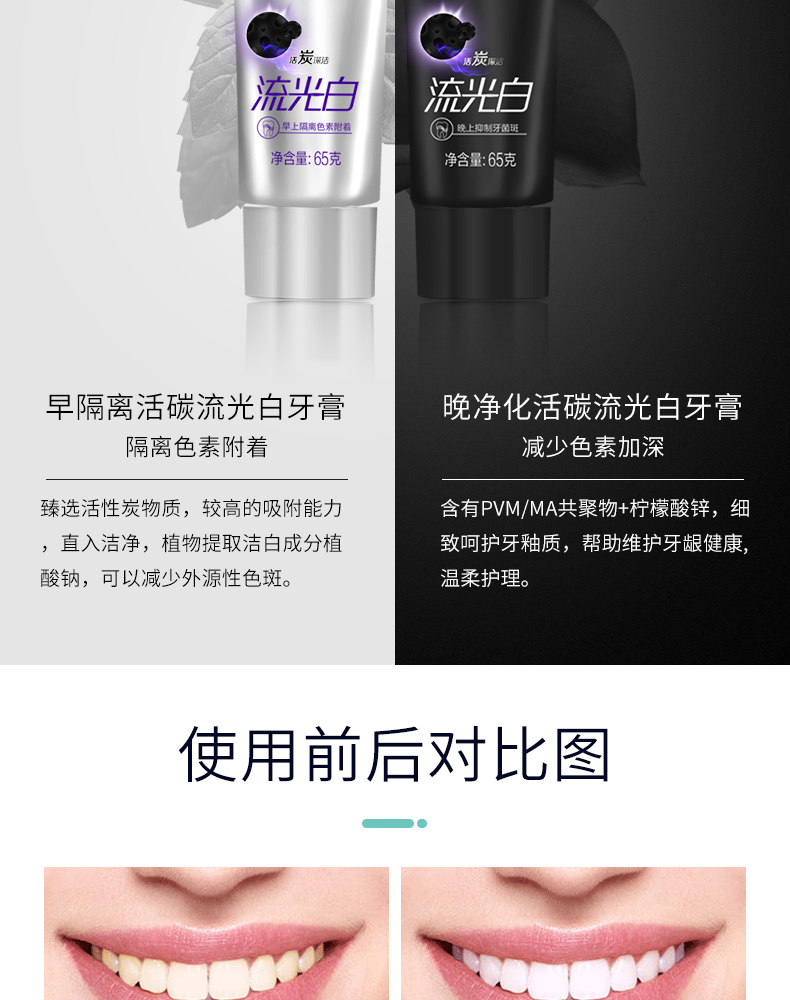 活炭深洁
流光白
早上隔离色素附着
净含量: 65克
活炭深洁
流光白
晚上抑制牙菌斑
净含量: 65克
早隔离活碳流光白牙膏
隔离色素附着
臻选活性炭物质，较高的吸附能力
，直入洁净，植物提取洁白成分植
酸钠，可以减少外源性色斑。
晚净化活碳流光白牙膏
减少色素加深
含有PVM/MA共聚物+柠檬酸锌，细
致呵护牙釉质，帮助维护牙龈健康,
温柔护理。
使用前后对比图